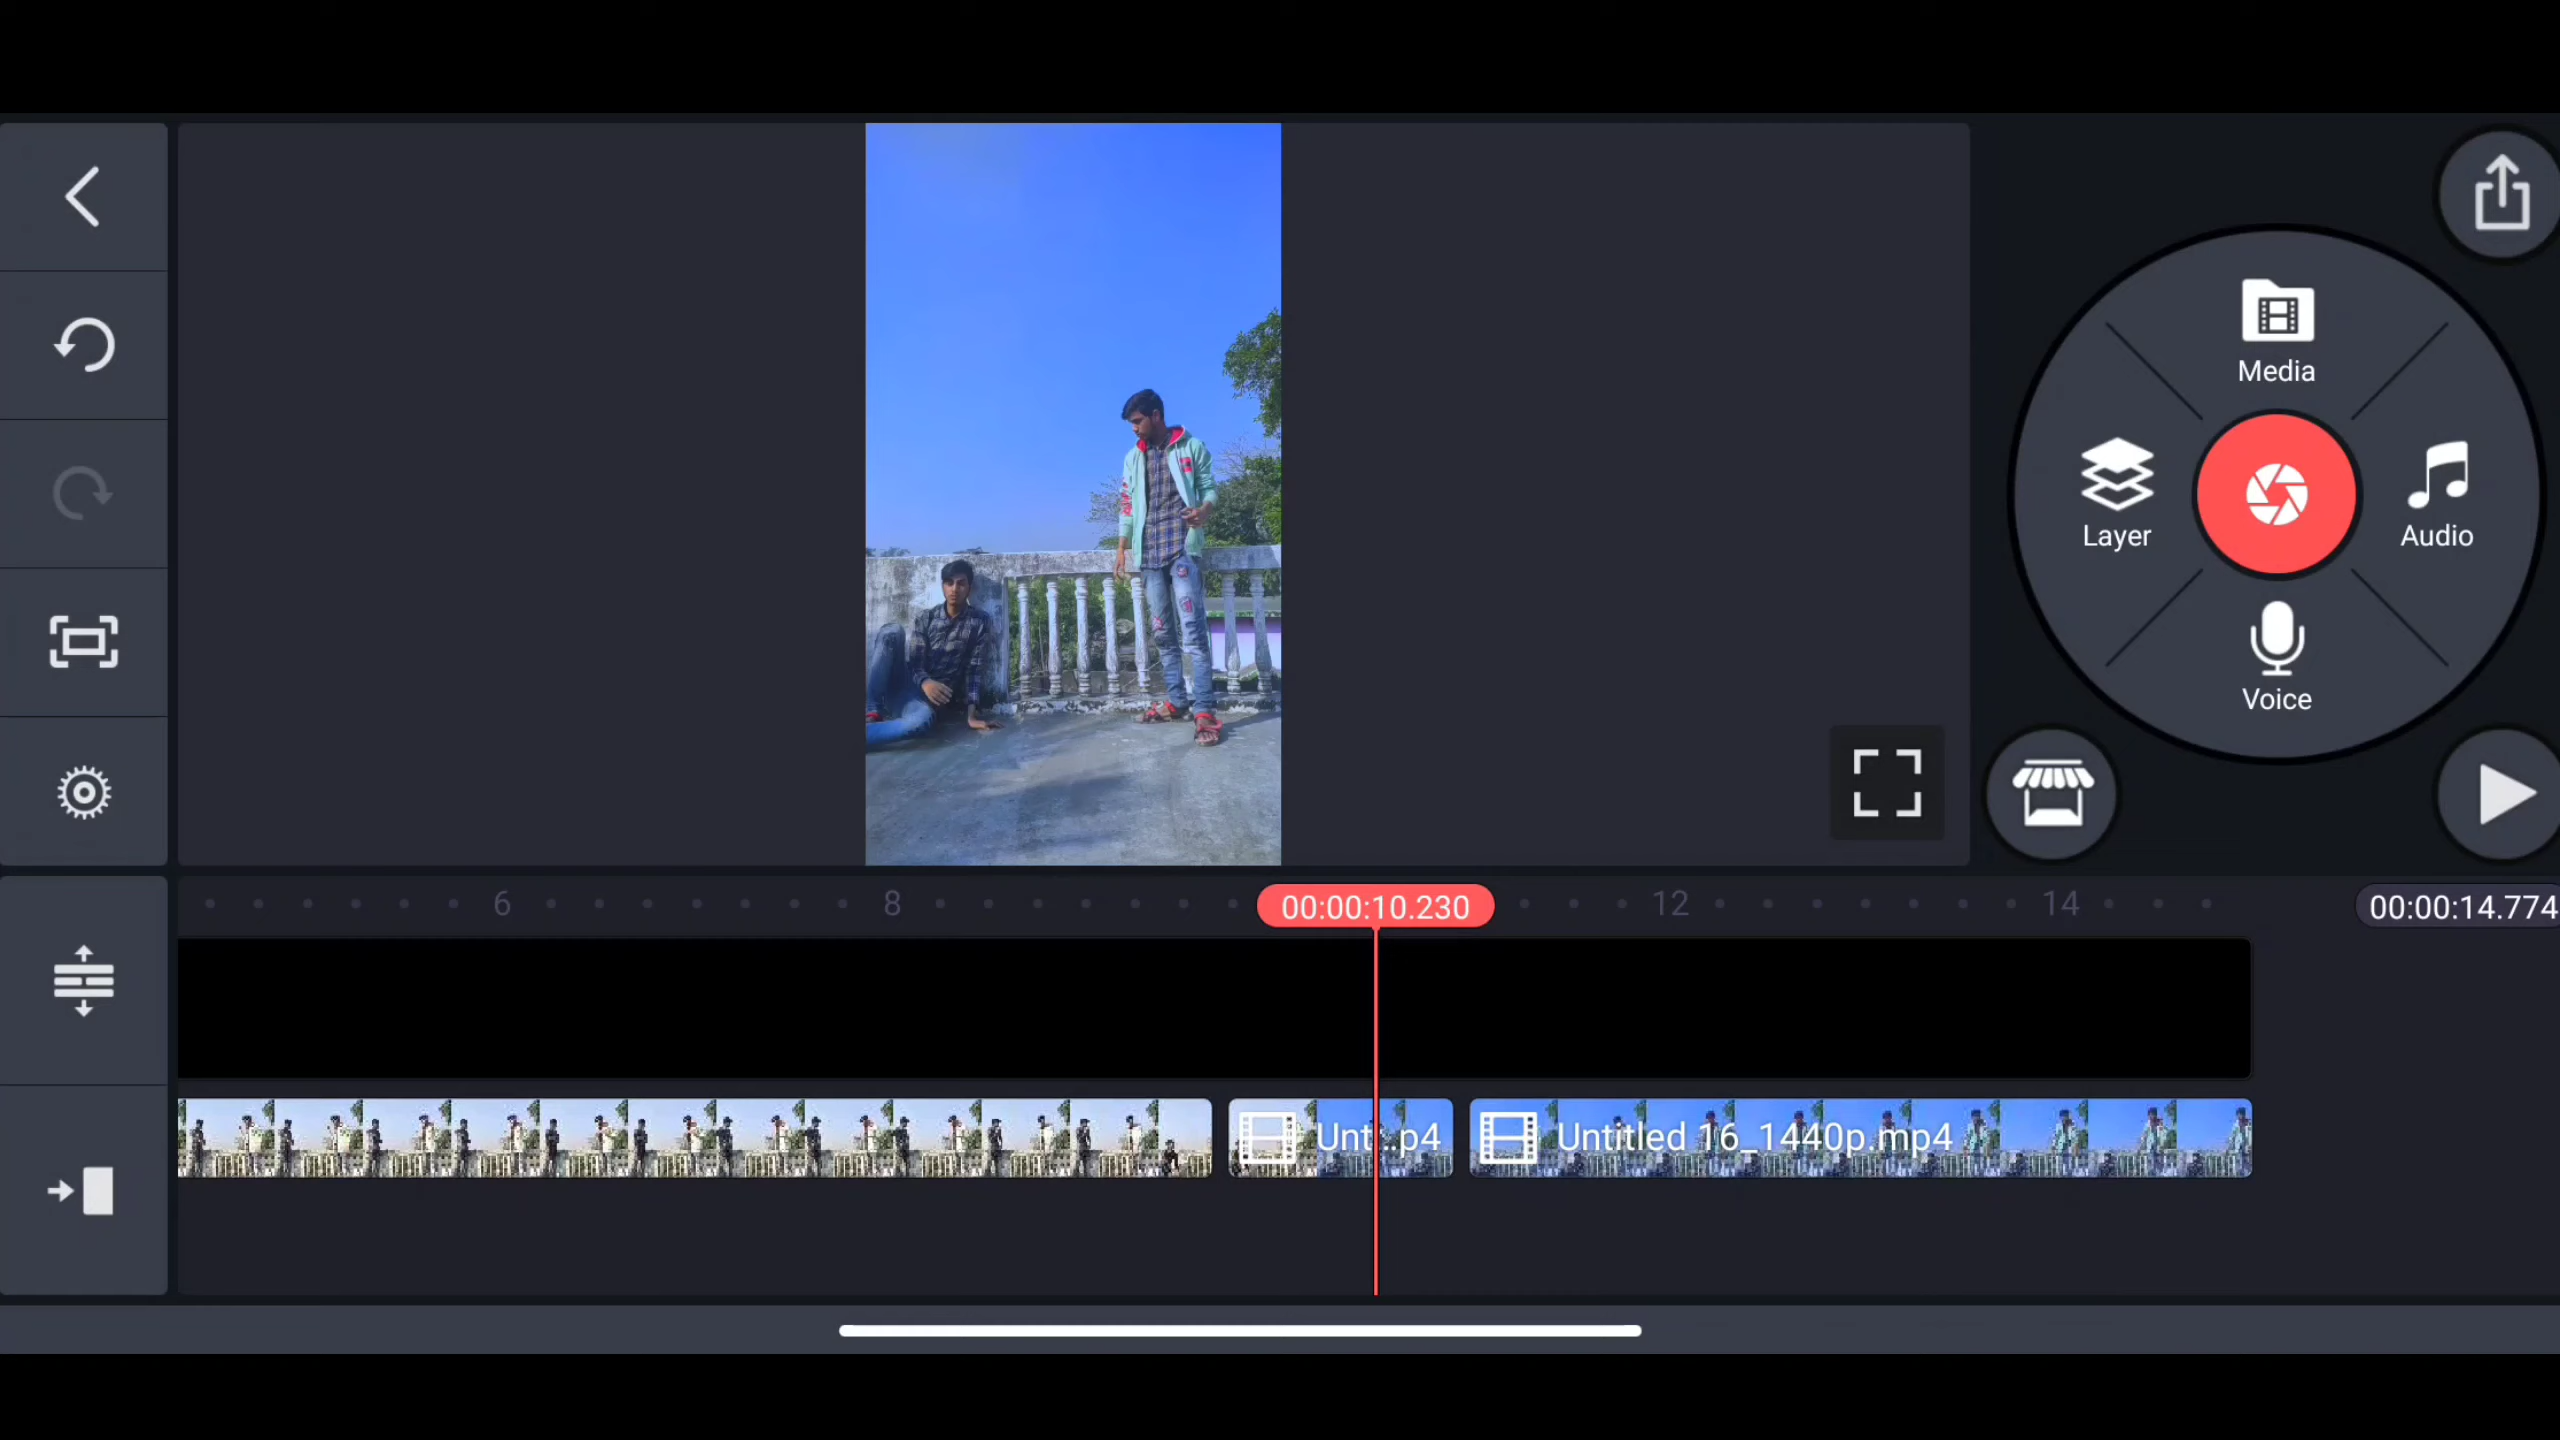 Media
Layer
Audio
Voice
6
8
00:00:10.230
12
14
00:00:14.774
Unt...p4
Untitled 16_1440p.mp4